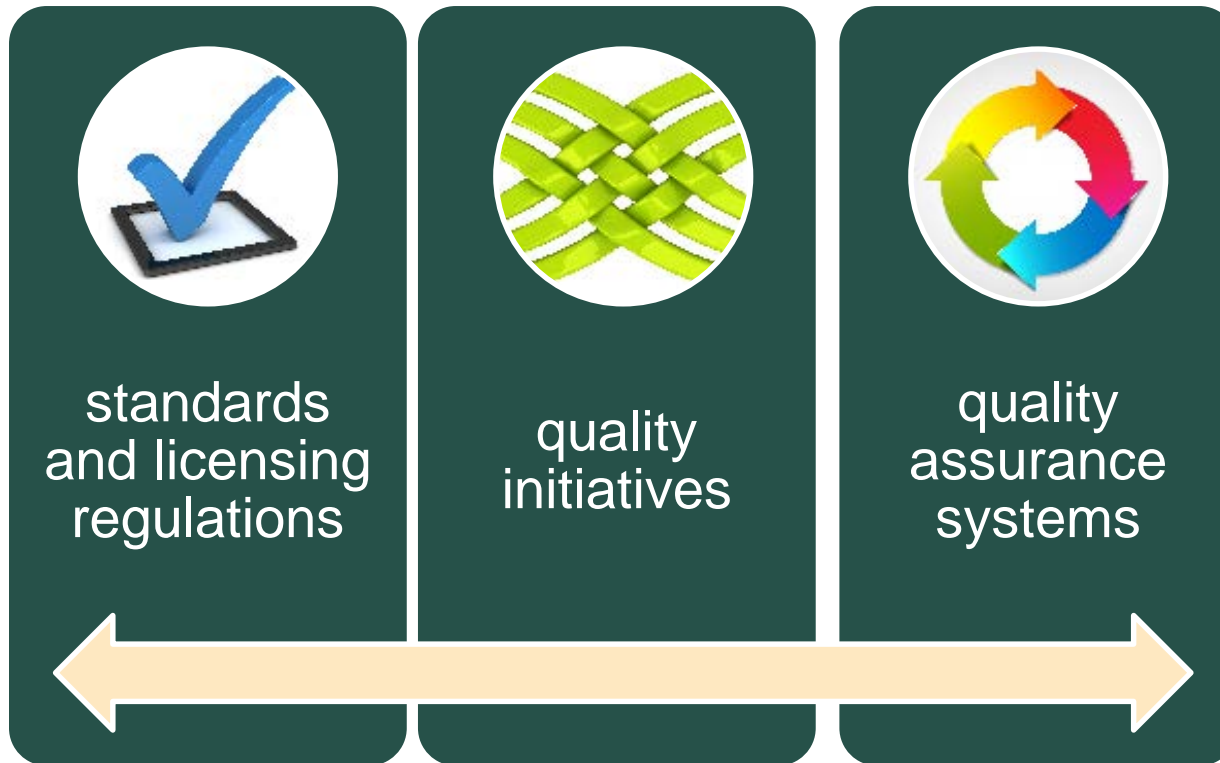 standards
and licensing
regulations
quality
initiatives
quality
assurance
systems